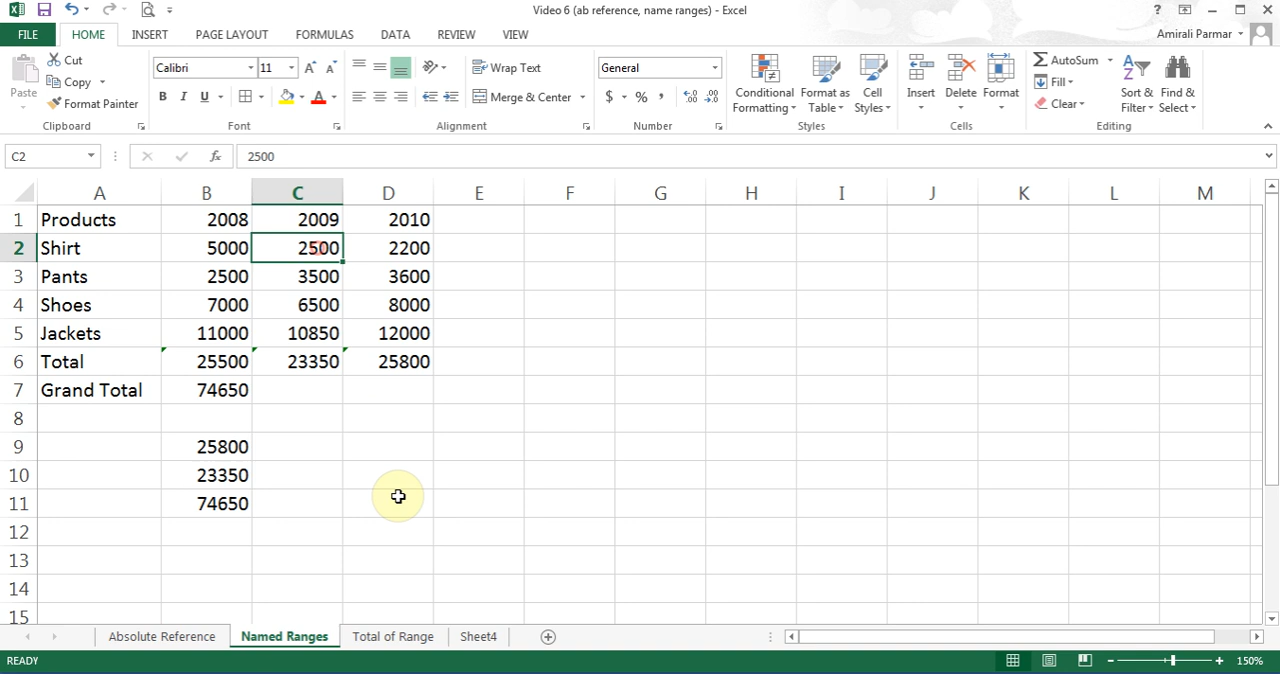 Video 6 (ab reference, name ranges) - Excel
?
FILE HOME INSERT PAGE LAYOUT FORMULAS DATA REVIEW VIEW
Amirali Parmar
Paste
Cut
Copy
Format Painter
Clipboard
Calibri 11
B I U
Font
Wrap Text
Merge & Center
Alignment
General
$ % ,
Number
Conditional Formatting
Format as Table
Cell Styles
Styles
Insert
Delete
Format
Cells
AutoSum
Fill
Clear
Sort & Filter
Find & Select
Editing
C2 fx 2500
A B C D E F G H I J K L M
1 Products 2008 2009 2010
2 Shirt 5000 2500 2200
3 Pants 2500 3500 3600
4 Shoes 7000 6500 8000
5 Jackets 11000 10850 12000
6 Total 25500 23350 25800
7 Grand Total 74650
8
9 25800
10 23350
11 74650
12
13
14
15
Absolute Reference Named Ranges Total of Range Sheet4
READY 150%